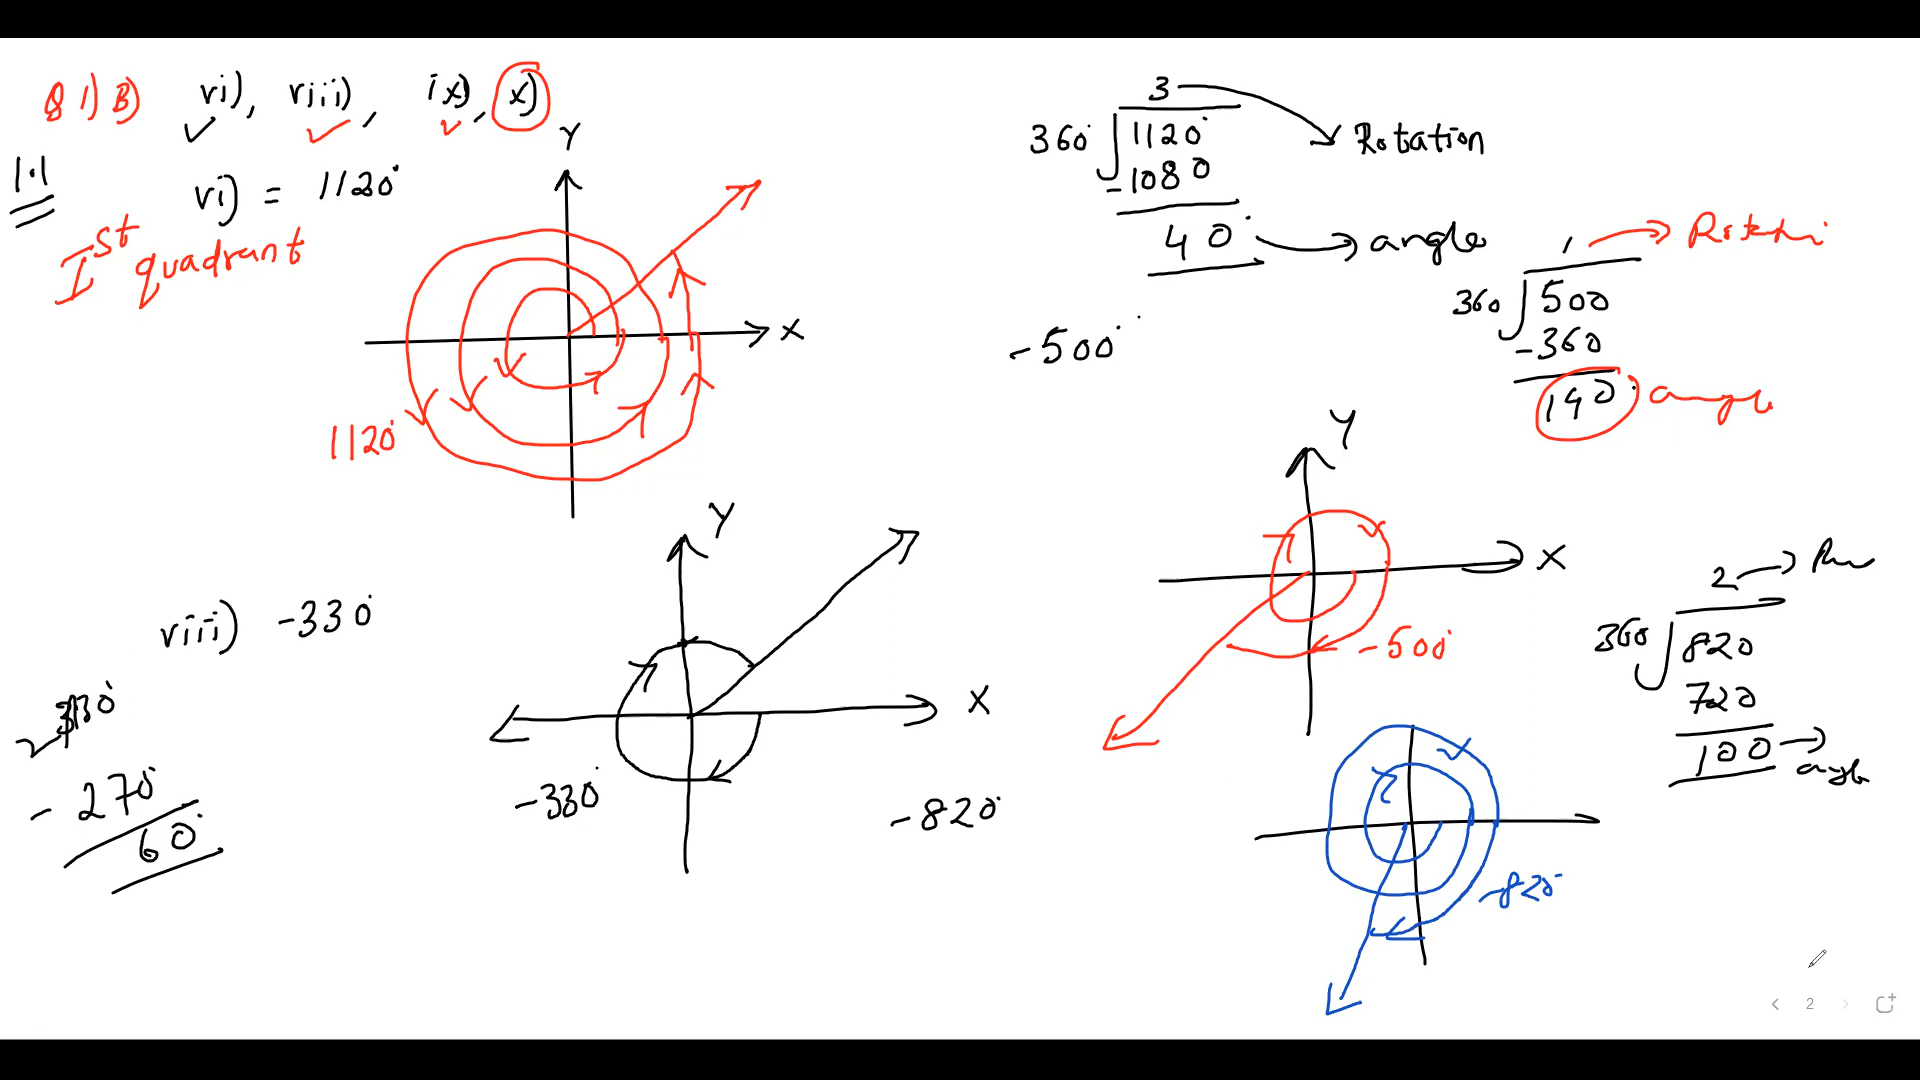 Q 1) B) vi), viii), ix), x)
1.1
vi) = 1120°
Ist quadrant
Y
X
1120°
3
360° 1120° Rotation
-1080
40° angle
-500°
1
360 500
-360
140° angle
Y
X
-500°
viii) -330°
- 270°
60°
Y
X
-330°
-820°
2
360 820
720
100 angle
-820°
2